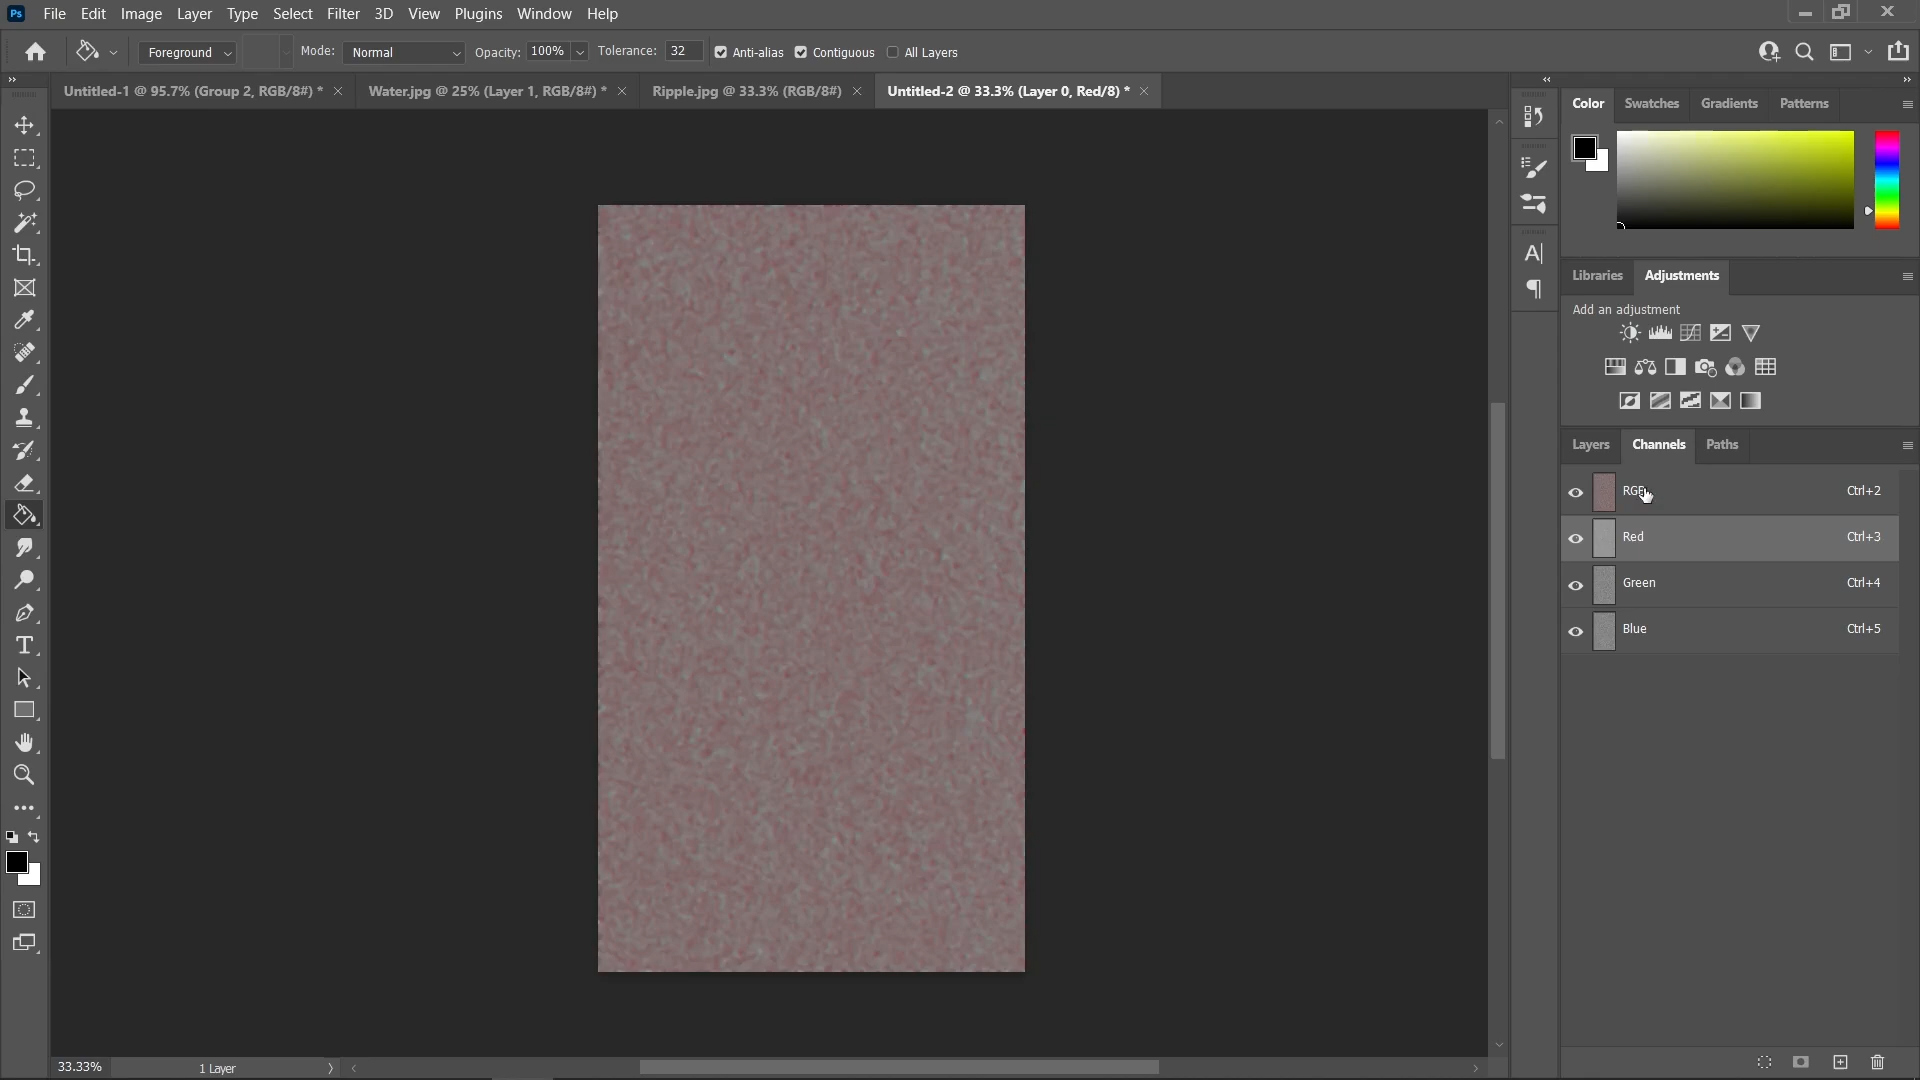 Ps File Edit Image Layer Type Select Filter 3D View Plugins Window Help
Foreground Mode: Normal Opacity: 100% Tolerance: 32 Anti-alias Contiguous All Layers
Untitled-1 @ 95.7% (Group 2, RGB/8#) * Water.jpg @ 25% (Layer 1, RGB/8#) * Ripple.jpg @ 33.3% (RGB/8#) Untitled-2 @ 33.3% (Layer 0, Red/8) *
Color Swatches Gradients Patterns
Libraries Adjustments
Add an adjustment
Layers Channels Paths
RGB Ctrl+2
Red Ctrl+3
Green Ctrl+4
Blue Ctrl+5
33.33% 1 Layer